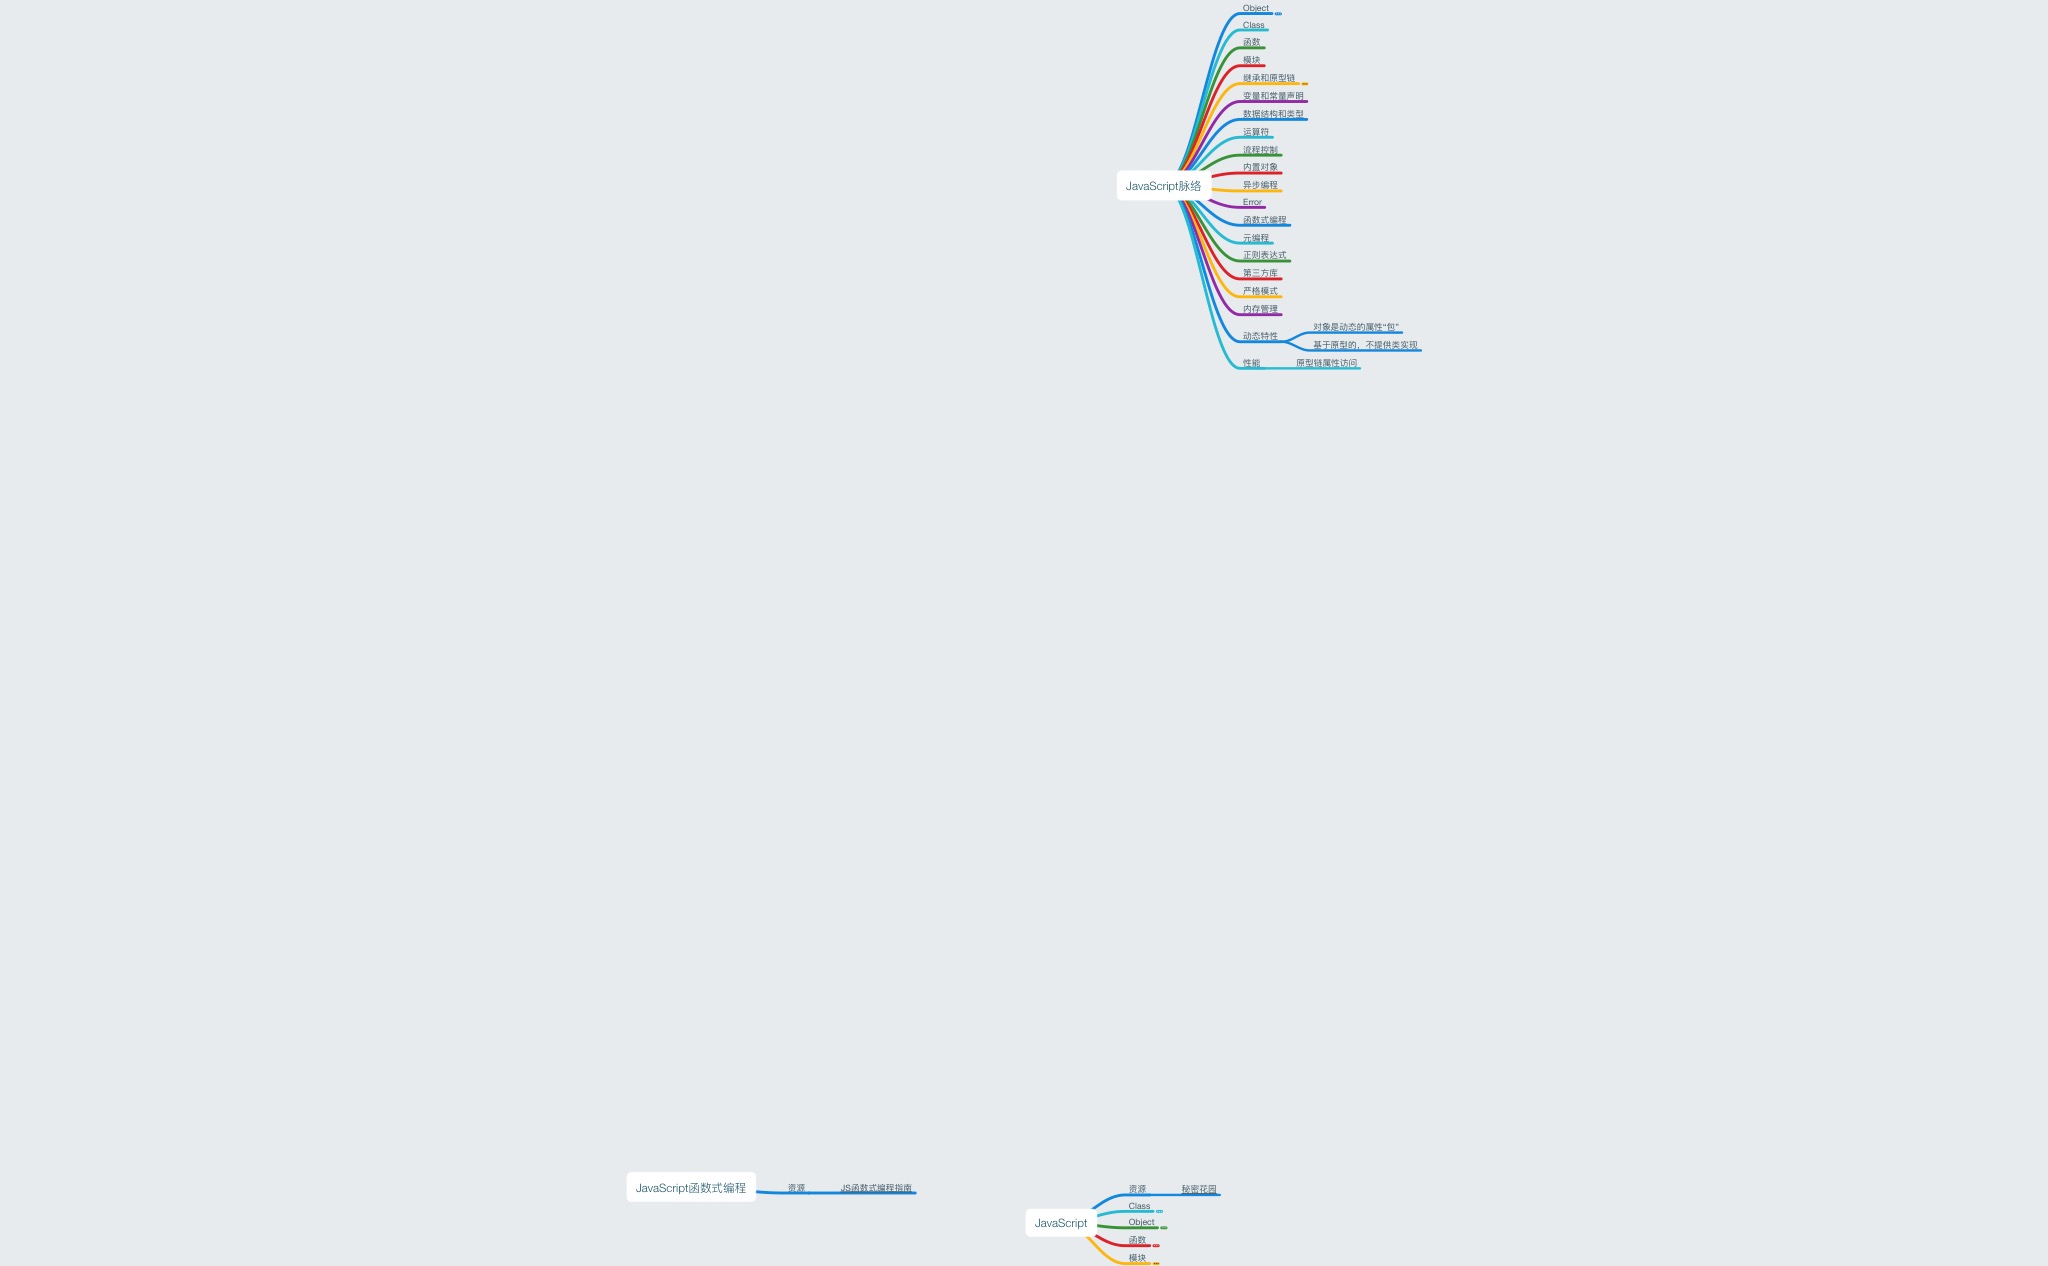 JavaScript脉络
Object
Class
函数
模块
继承和原型链
变量和常量声明
数据结构和类型
运算符
流程控制
内置对象
异步编程
Error
函数式编程
元编程
正则表达式
第三方库
严格模式
内存管理
动态特性
对象是动态的属性“包”
基于原型的，不提供类实现
性能
原型链属性访问
JavaScript函数式编程
资源
JS函数式编程指南
JavaScript
资源
秘密花园
Class
Object
函数
模块